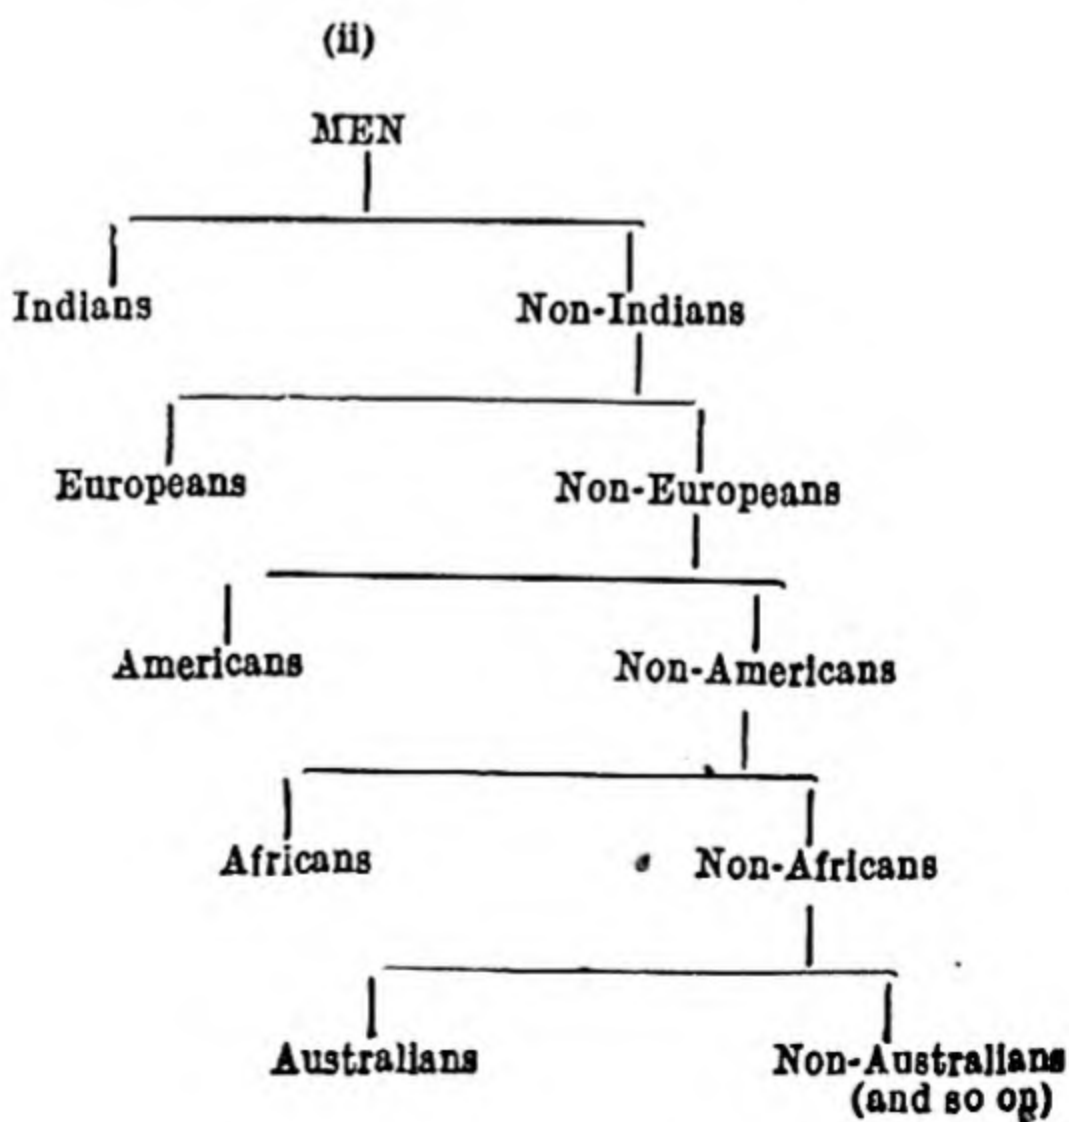 (ii)
MEN
Indians Non-Indians
Europeans Non-Europeans
Americans Non-Americans
Africans Non-Africans
Australians Non-Australians
(and so on)